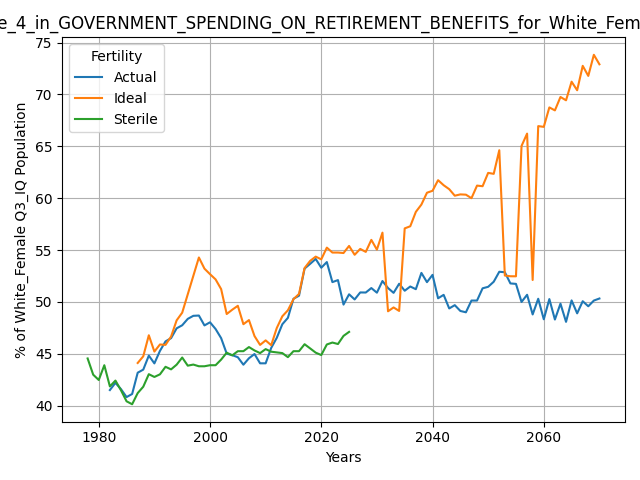 e_4_in_GOVERNMENT_SPENDING_ON_RETIREMENT_BENEFITS_for_White_Fem
75
70
65
60
55
50
45
40
% of White_Female Q3_IQ Population
Fertility
Actual
Ideal
Sterile
1980
2000
2020
2040
2060
Years